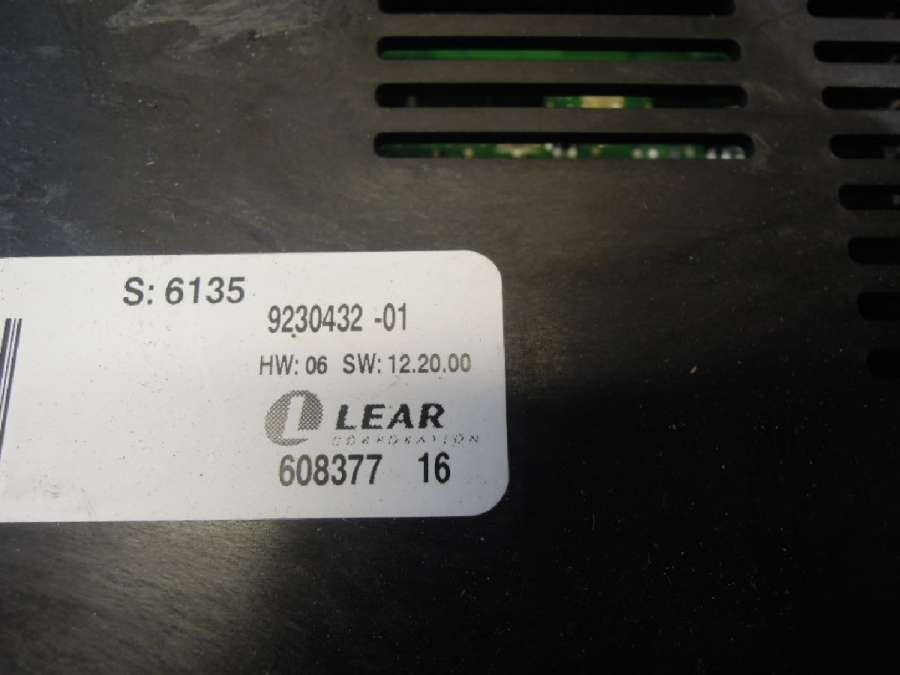 S: 6135
9230432 -01
HW: 06 SW: 12.20.00
LEAR
CORPORATION
608377 16